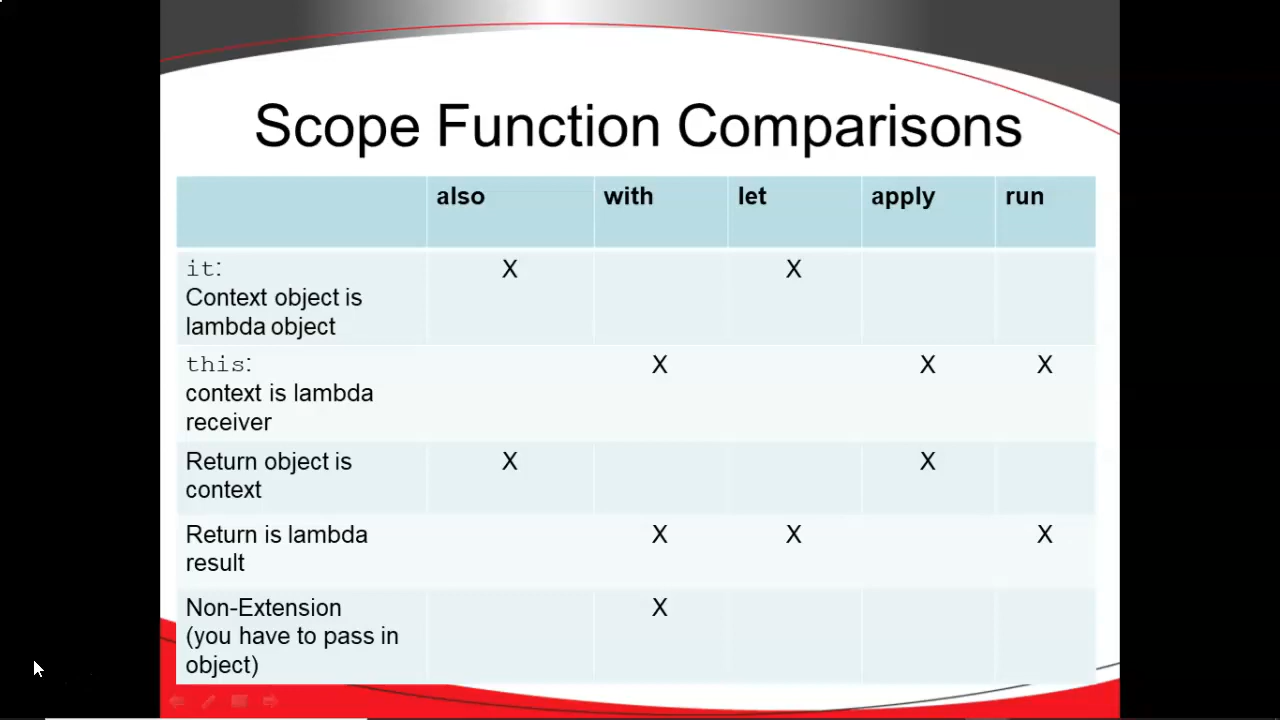 Scope Function Comparisons
also with let apply run
it: X X
Context object is
lambda object
this: X X X
context is lambda
receiver
Return object is X X
context
Return is lambda X X X
result
Non-Extension X
(you have to pass in
object)